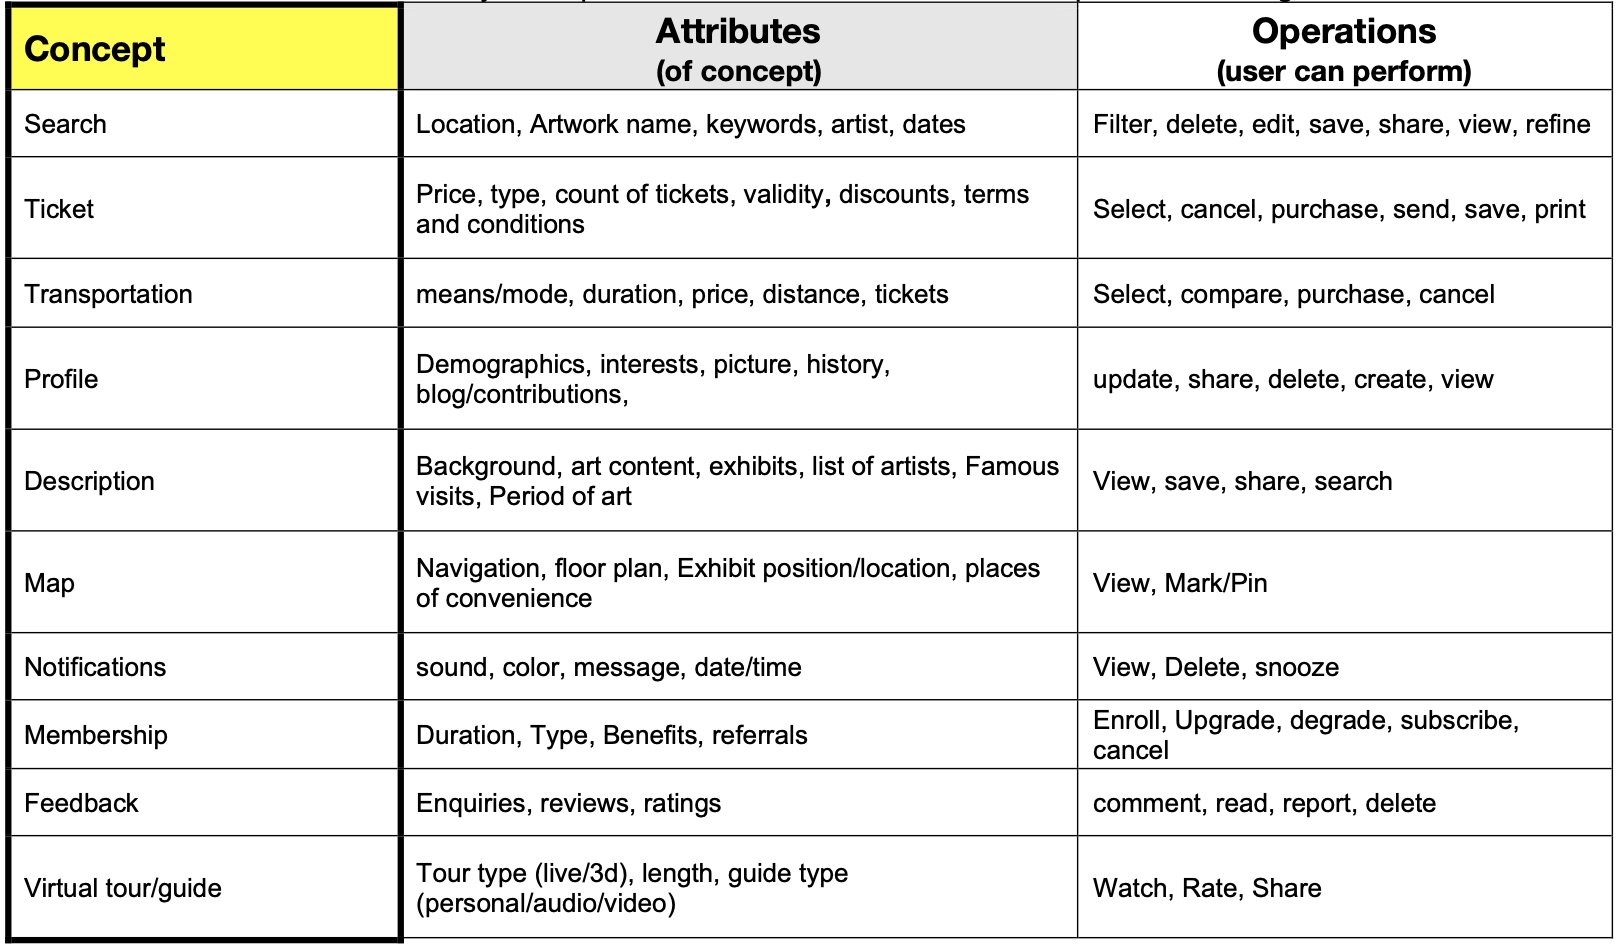 Concept
Attributes
(of concept)
Operations
(user can perform)
Search
Location, Artwork name, keywords, artist, dates
Filter, delete, edit, save, share, view, refine
Ticket
Price, type, count of tickets, validity, discounts, terms
and conditions
Select, cancel, purchase, send, save, print
Transportation
means/mode, duration, price, distance, tickets
Select, compare, purchase, cancel
Profile
Demographics, interests, picture, history,
blog/contributions,
update, share, delete, create, view
Description
Background, art content, exhibits, list of artists, Famous
visits, Period of art
View, save, share, search
Map
Navigation, floor plan, Exhibit position/location, places
of convenience
View, Mark/Pin
Notifications
sound, color, message, date/time
View, Delete, snooze
Membership
Duration, Type, Benefits, referrals
Enroll, Upgrade, degrade, subscribe,
cancel
Feedback
Enquiries, reviews, ratings
comment, read, report, delete
Virtual tour/guide
Tour type (live/3d), length, guide type
(personal/audio/video)
Watch, Rate, Share